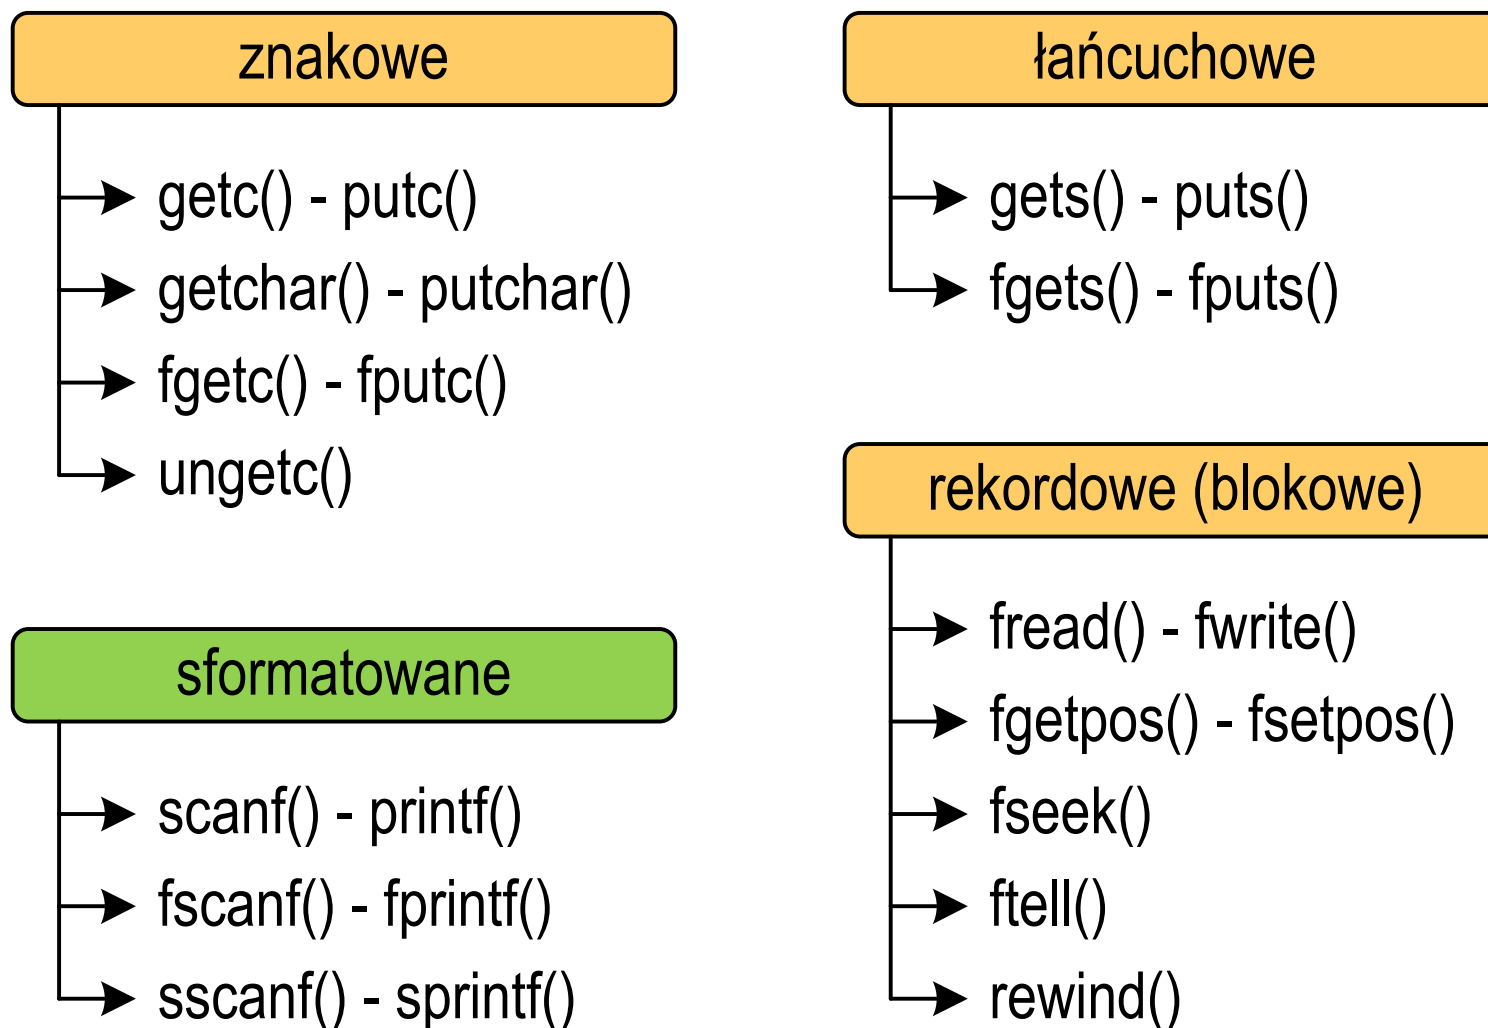 znakowe
getc() - putc()
getchar() - putchar()
fgetc() - fputc()
ungetc()
sformatowane
scanf() - printf()
fscanf() - fprintf()
sscanf() - sprintf()
łańcuchowe
gets() - puts()
fgets() - fputs()
rekordowe (blokowe)
fread() - fwrite()
fgetpos() - fsetpos()
fseek()
ftell()
rewind()